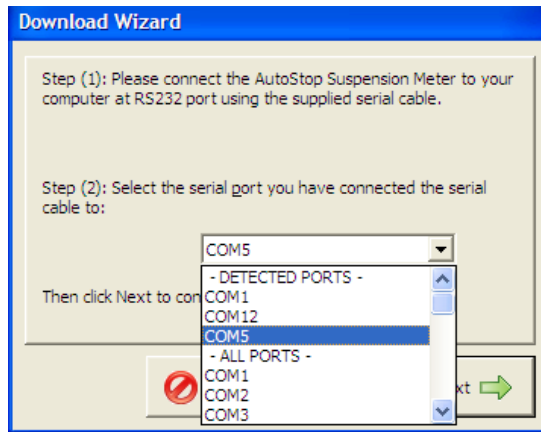 Download Wizard
Step (1): Please connect the AutoStop Suspension Meter to your
computer at RS232 port using the supplied serial cable.
Step (2): Select the serial port you have connected the serial
cable to:
COM5
- DETECTED PORTS -
Then click Next to con
COM1
COM12
COM5
- ALL PORTS -
COM1
COM2
xt
COM3